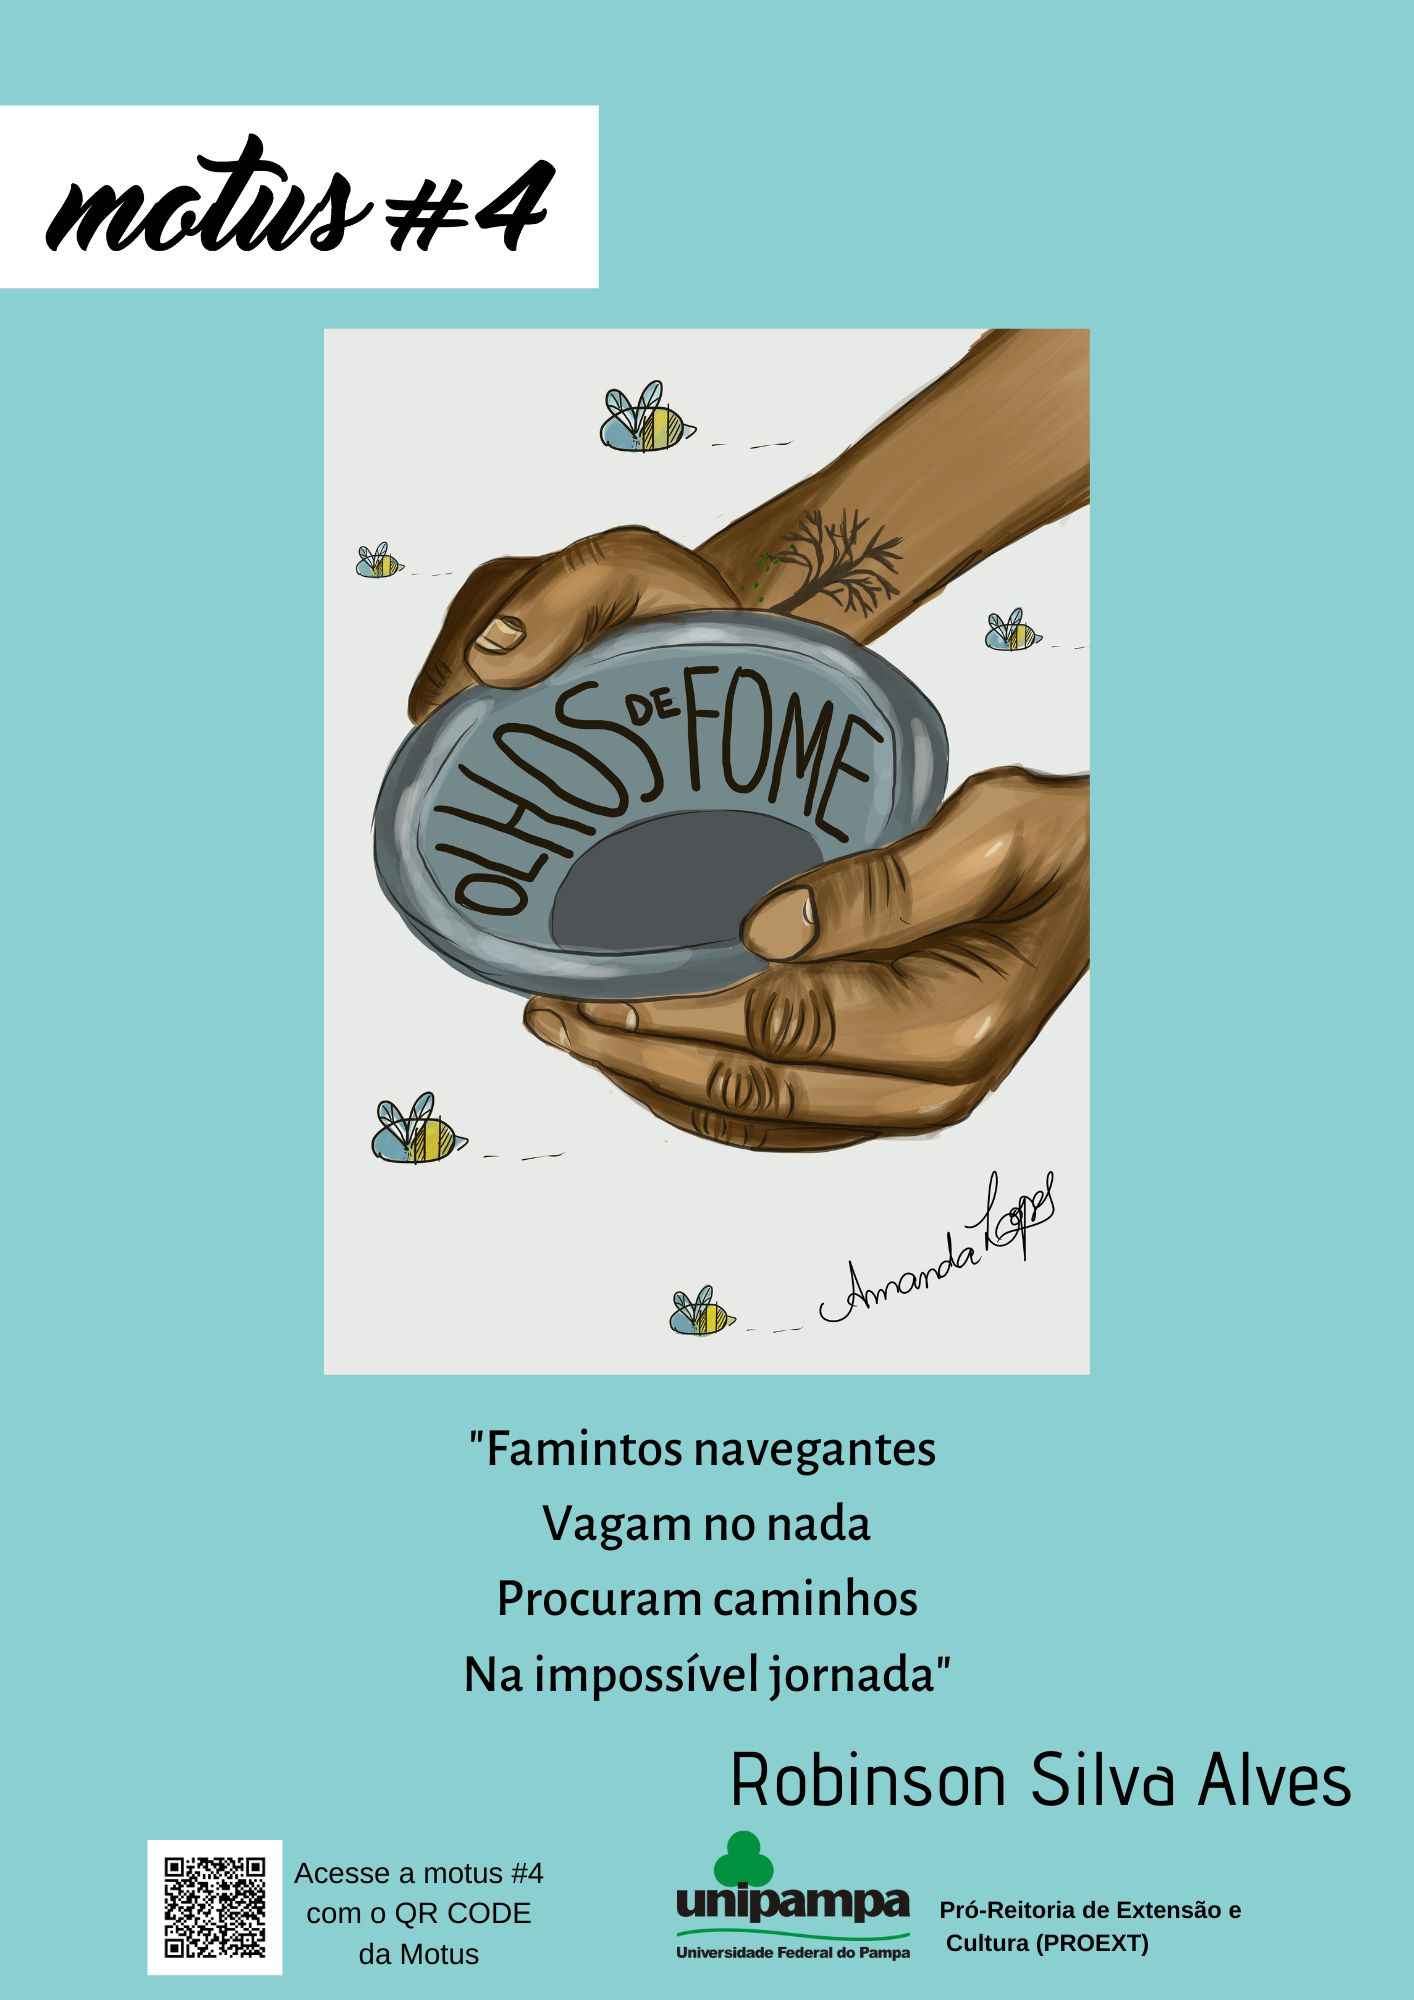 motus #4
OLHOS DE FOME
Amanda Lopes
"Famintos navegantes
Vagam no nada
Procuram caminhos
Na impossível jornada"
Robinson Silva Alves
Acesse a motus #4
com o QR CODE
da Motus
unipampa
Universidade Federal do Pampa
Pró-Reitoria de Extensão e
Cultura (PROEXT)